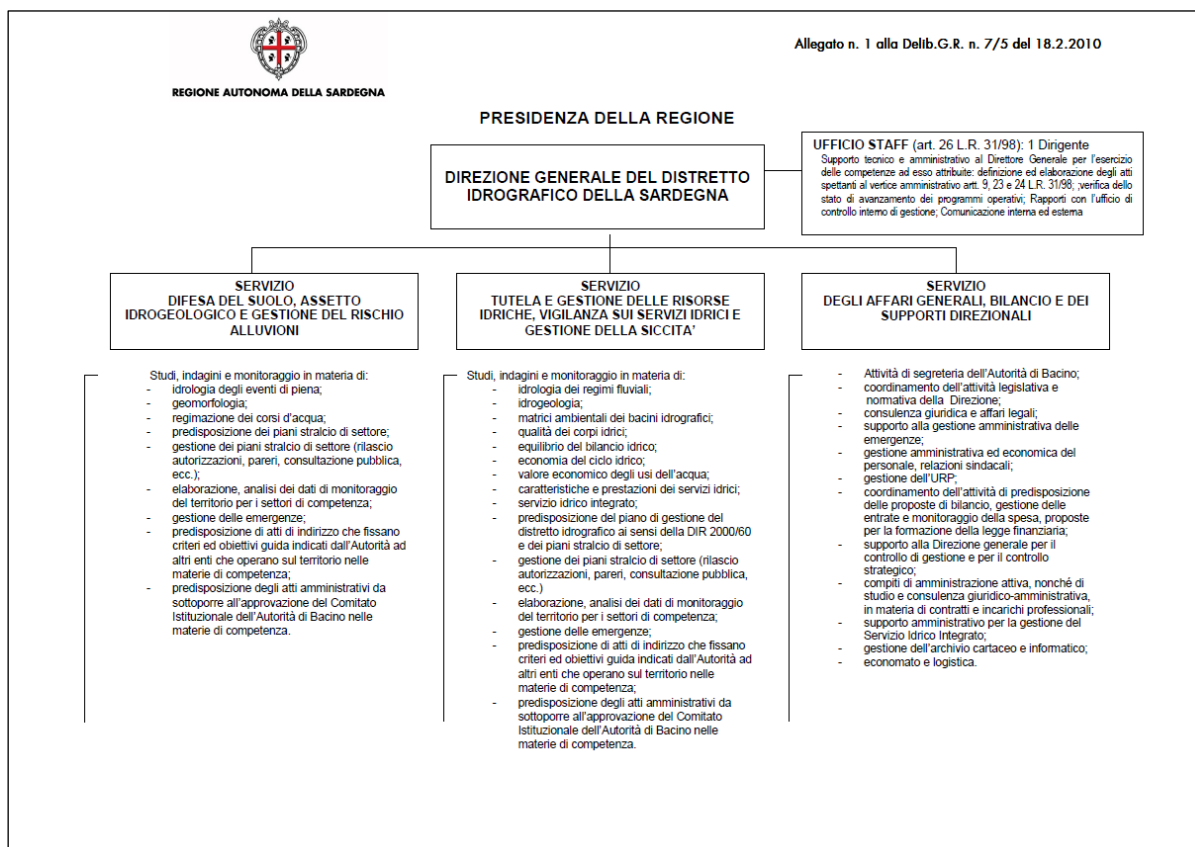 Allegato n. 1 alla Delib.G.R. n. 7/5 del 18.2.2010
REGIONE AUTONOMA DELLA SARDEGNA
PRESIDENZA DELLA REGIONE
DIREZIONE GENERALE DEL DISTRETTO
IDROGRAFICO DELLA SARDEGNA
UFFICIO STAFF (art. 26 L.R. 31/98): 1 Dirigente
Supporto tecnico e amministrativo al Direttore Generale per l'esercizio
delle competenze ad esso attribuite: definizione ed elaborazione degli atti
spettanti al vertice amministrativo artt. 9, 23 e 24 L.R. 31/98; ;verifica dello
stato di avanzamento dei programmi operativi; Rapporti con l'ufficio di
controllo interno di gestione; Comunicazione interna ed esterna
SERVIZIO
DIFESA DEL SUOLO, ASSETTO
IDROGEOLOGICO E GESTIONE DEL RISCHIO
ALLUVIONI
Studi, indagini e monitoraggio in materia di:
- idrologia degli eventi di piena;
- geomorfologia;
- regimazione dei corsi d'acqua;
- predisposizione dei piani stralcio di settore;
- gestione dei piani stralcio di settore (rilascio
autorizzazioni, pareri, consultazione pubblica,
ecc.);
- elaborazione, analisi dei dati di monitoraggio
del territorio per i settori di competenza;
- gestione delle emergenze;
- predisposizione di atti di indirizzo che fissano
criteri ed obiettivi guida indicati dall'Autorità ad
altri enti che operano sul territorio nelle
materie di competenza;
- predisposizione degli atti amministrativi da
sottoporre all'approvazione del Comitato
Istituzionale dell'Autorità di Bacino nelle
materie di competenza.
SERVIZIO
TUTELA E GESTIONE DELLE RISORSE
IDRICHE, VIGILANZA SUI SERVIZI IDRICI E
GESTIONE DELLA SICCITA'
Studi, indagini e monitoraggio in materia di:
- idrologia dei regimi fluviali;
- idrogeologia;
- matrici ambientali dei bacini idrografici;
- qualità dei corpi idrici;
- equilibrio del bilancio idrico;
- economia del ciclo idrico;
- valore economico degli usi dell'acqua;
- caratteristiche e prestazioni dei servizi idrici;
- servizio idrico integrato;
- predisposizione del piano di gestione del
distretto idrografico ai sensi della DIR 2000/60
e dei piani stralcio di settore;
- gestione dei piani stralcio di settore (rilascio
autorizzazioni, pareri, consultazione pubblica,
ecc.)
- elaborazione, analisi dei dati di monitoraggio
del territorio per i settori di competenza;
- gestione delle emergenze;
- predisposizione di atti di indirizzo che fissano
criteri ed obiettivi guida indicati dall'Autorità ad
altri enti che operano sul territorio nelle
materie di competenza;
- predisposizione degli atti amministrativi da
sottoporre all'approvazione del Comitato
Istituzionale dell'Autorità di Bacino nelle
materie di competenza.
SERVIZIO
DEGLI AFFARI GENERALI, BILANCIO E DEI
SUPPORTI DIREZIONALI
- Attività di segreteria dell'Autorità di Bacino;
- coordinamento dell'attività legislativa e
normativa della Direzione;
- consulenza giuridica e affari legali;
- supporto alla gestione amministrativa delle
emergenze;
- gestione amministrativa ed economica del
personale, relazioni sindacali;
- gestione dell'URP;
- coordinamento dell'attività di predisposizione
delle proposte di bilancio, gestione delle
entrate e monitoraggio della spesa, proposte
per la formazione della legge finanziaria;
- supporto alla Direzione generale per il
controllo di gestione e per il controllo
strategico;
- compiti di amministrazione attiva, nonché di
studio e consulenza giuridico-amministrativa,
in materia di contratti e incarichi professionali;
- supporto amministrativo per la gestione del
Servizio Idrico Integrato;
- gestione dell'archivio cartaceo e informatico;
- economato e logistica.